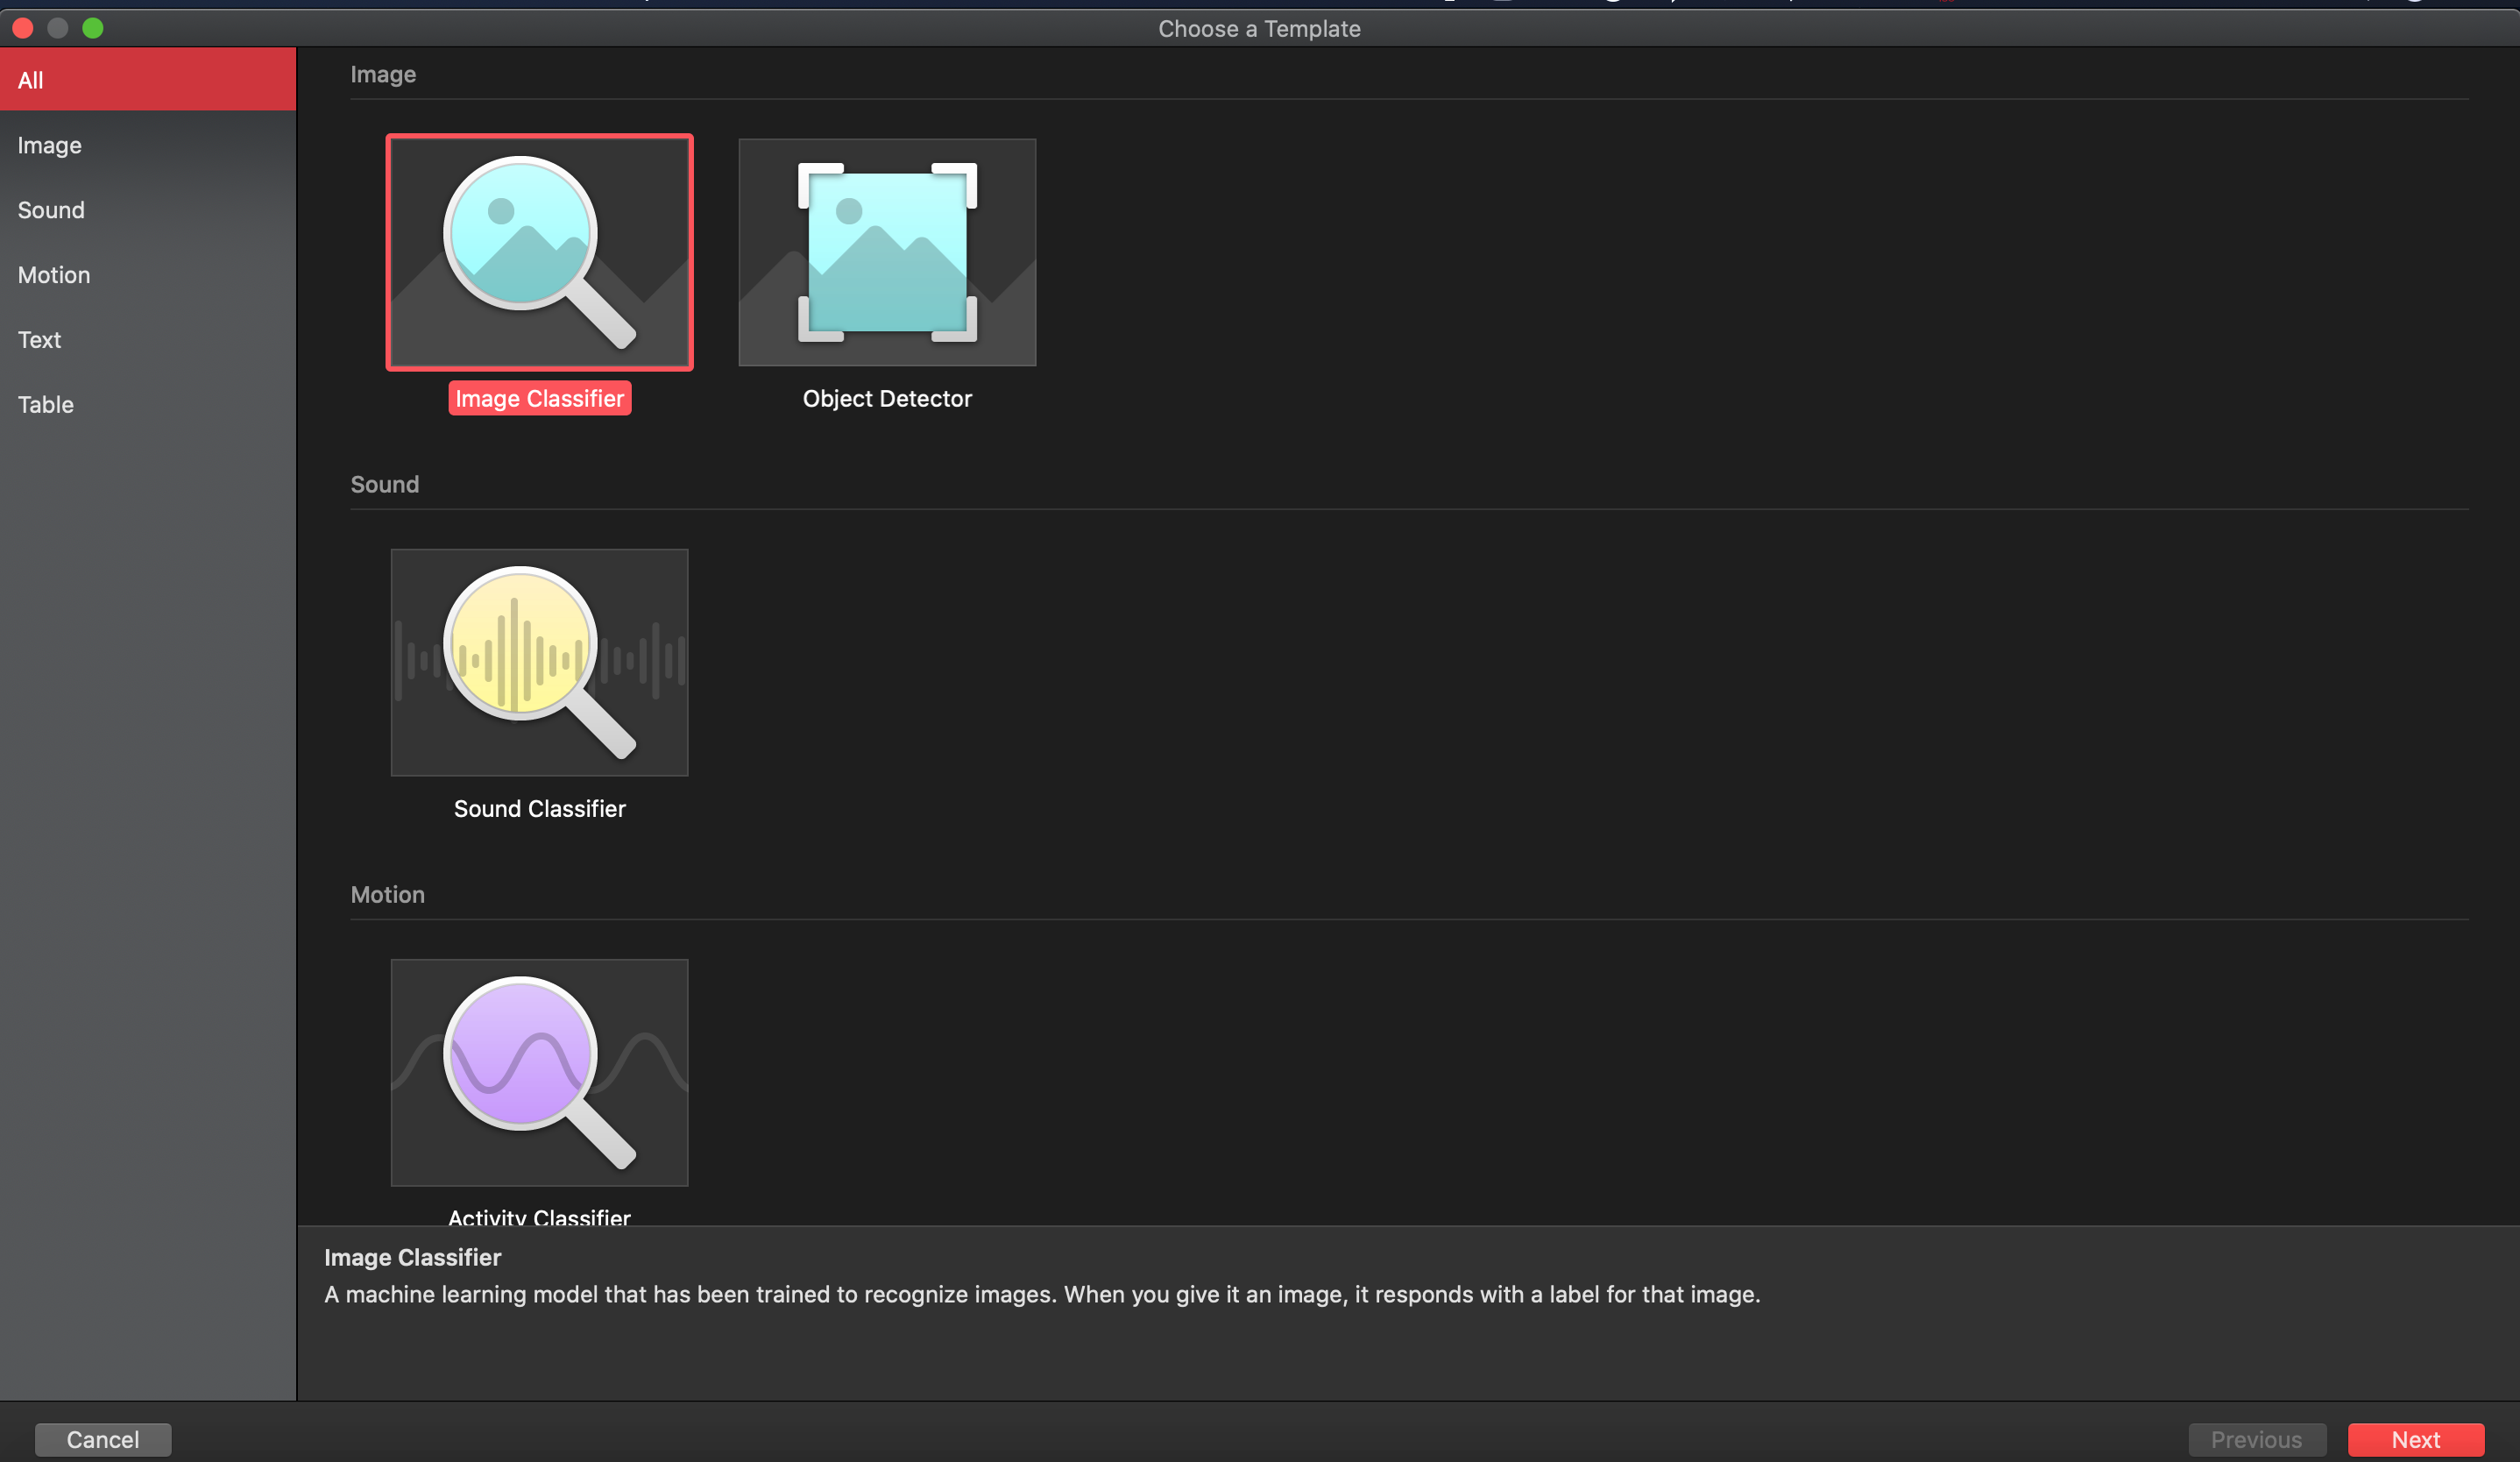 Choose a Template
All
Image
Sound
Motion
Text
Table
Image
Image Classifier
Object Detector
Sound
Sound Classifier
Motion
Activity Classifier
Image Classifier
A machine learning model that has been trained to recognize images. When you give it an image, it responds with a label for that image.
Cancel
Previous
Next